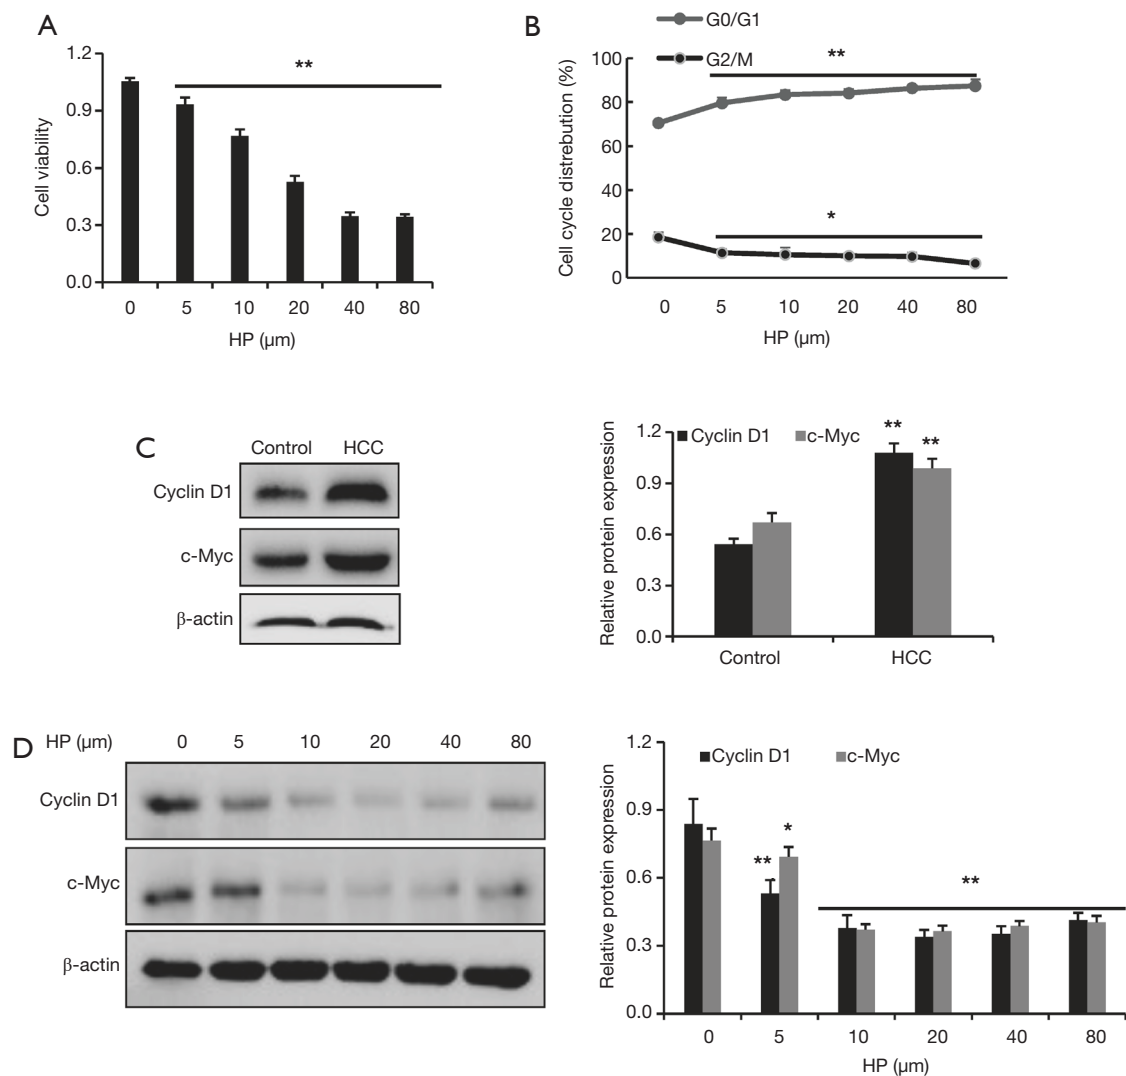 A
1.2
0.9
0.6
0.3
0.0
Cell viability
**
0 5 10 20 40 80
HP (μm)
B
G0/G1
G2/M
100
80
60
40
20
0
Cell cycle distrebution (%)
**
*
0 5 10 20 40 80
HP (μm)
C
Control HCC
Cyclin D1
c-Myc
β-actin
Cyclin D1 c-Myc
1.2
0.9
0.6
0.3
0.0
Relative protein expression
** **
Control HCC
D
HP (μm) 0 5 10 20 40 80
Cyclin D1
c-Myc
β-actin
Cyclin D1 c-Myc
1.2
0.9
0.6
0.3
0.0
Relative protein expression
** * **
0 5 10 20 40 80
HP (μm)